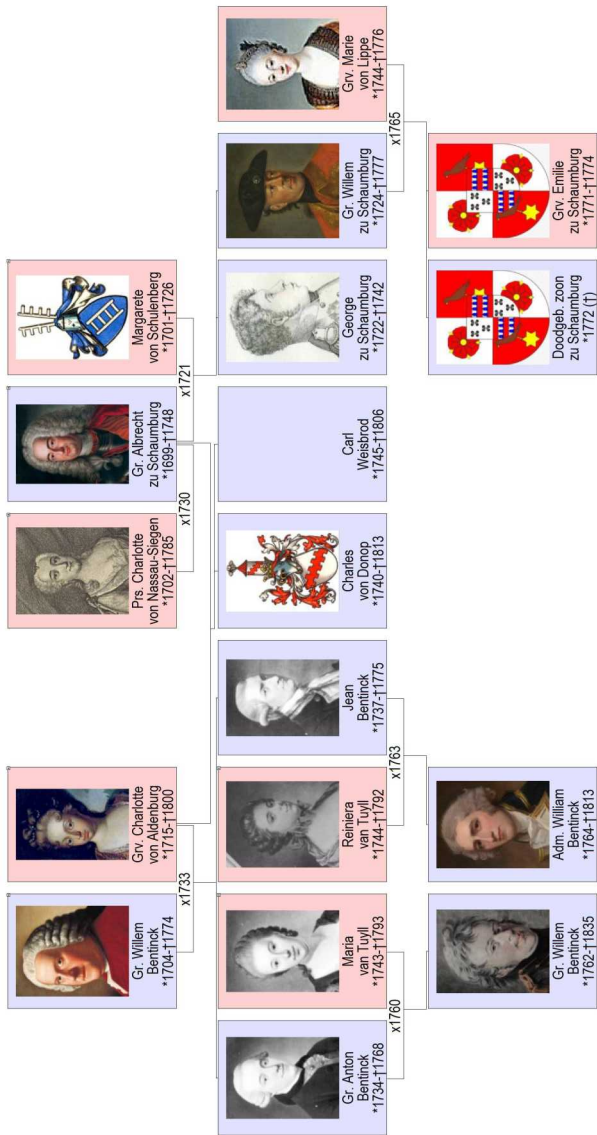 Gr. Willem
Bentinck
*1704-†1774
Grv. Charlotte
von Aldenburg
*1715-†1800
Prs. Charlotte
von Nassau-Siegen
*1702-†1785
Gr. Albrecht
zu Schaumburg
*1699-†1748
Margarete
von Schulenberg
*1701-†1726
x1733
x1730
x1721
Gr. Anton
Bentinck
*1734-†1768
Maria
van Tuyll
*1743-†1793
Reiniera
van Tuyll
*1744-†1792
Jean
Bentinck
*1737-†1775
Charles
von Donop
*1740-†1813
Carl
Weisbrod
*1745-†1806
George
zu Schaumburg
*1722-†1742
Gr. Willem
zu Schaumburg
*1724-†1777
Grv. Marie
von Lippe
*1744-†1776
x1760
x1763
x1765
Gr. Willem
Bentinck
*1762-†1835
Adm. William
Bentinck
*1764-†1813
Doodgeb. zoon
zu Schaumburg
*1772 (†)
Grv. Emilie
zu Schaumburg
*1771-†1774